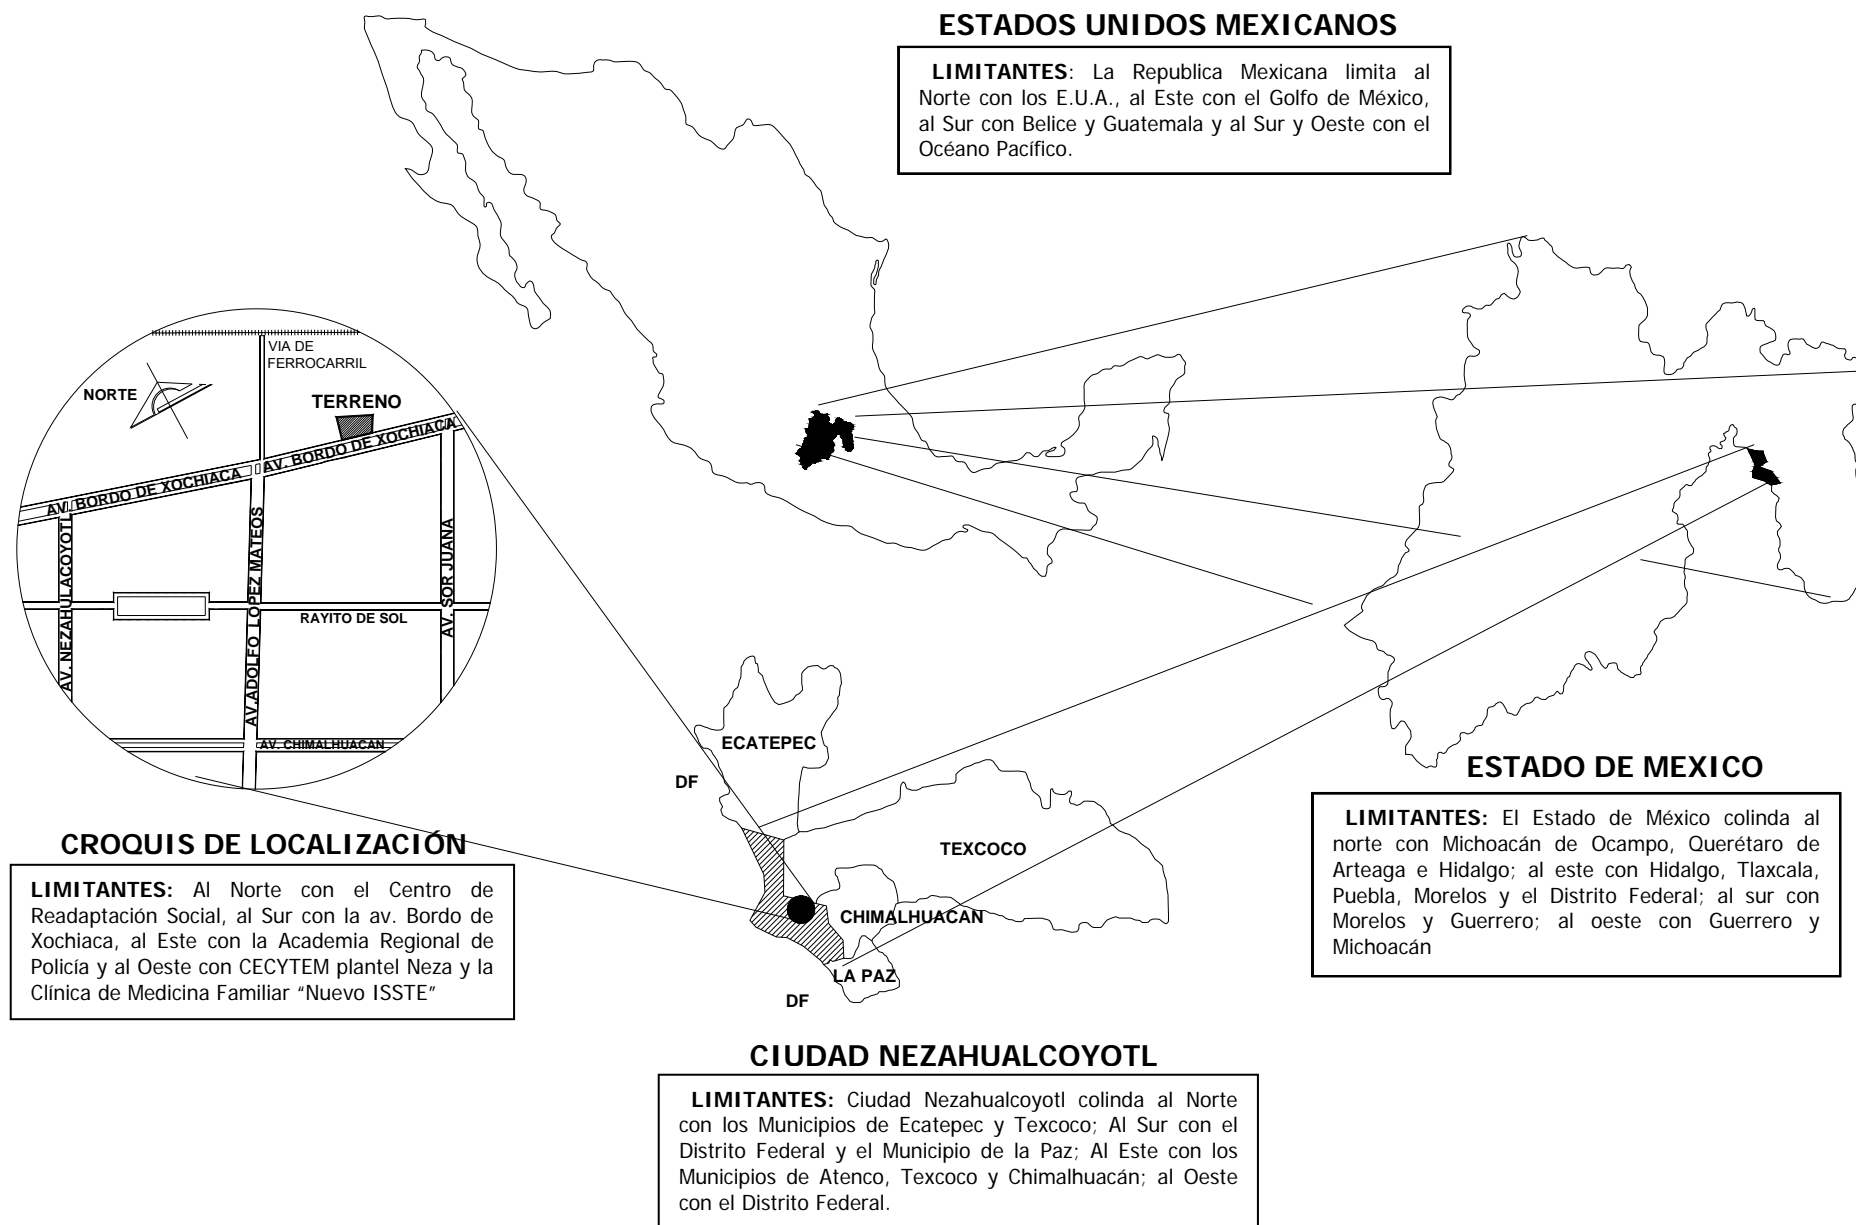 ESTADOS UNIDOS MEXICANOS
LIMITANTES: La Republica Mexicana limita al
Norte con los E.U.A., al Este con el Golfo de México,
al Sur con Belice y Guatemala y al Sur y Oeste con el
Océano Pacífico.
VIA DE
FERROCARRIL
NORTE
TERRENO
AV. BORDO DE XOCHIACA
AV. BORDO DE XOCHIACA
AV. NEZAHULACOYOTL
AV.ADOLFO LOPEZ MATEOS
AV. SOR JUANA
RAYITO DE SOL
AV. CHIMALHUACAN
CROQUIS DE LOCALIZACIÓN
LIMITANTES: Al Norte con el Centro de
Readaptación Social, al Sur con la av. Bordo de
Xochiaca, al Este con la Academia Regional de
Policía y al Oeste con CECYTEM plantel Neza y la
Clínica de Medicina Familiar “Nuevo ISSTE”
ECATEPEC
DF
TEXCOCO
CHIMALHUACAN
LA PAZ
DF
ESTADO DE MEXICO
LIMITANTES: El Estado de México colinda al
norte con Michoacán de Ocampo, Querétaro de
Arteaga e Hidalgo; al este con Hidalgo, Tlaxcala,
Puebla, Morelos y el Distrito Federal; al sur con
Morelos y Guerrero; al oeste con Guerrero y
Michoacán
CIUDAD NEZAHUALCOYOTL
LIMITANTES: Ciudad Nezahualcoyotl colinda al Norte
con los Municipios de Ecatepec y Texcoco; Al Sur con el
Distrito Federal y el Municipio de la Paz; Al Este con los
Municipios de Atenco, Texcoco y Chimalhuacán; al Oeste
con el Distrito Federal.